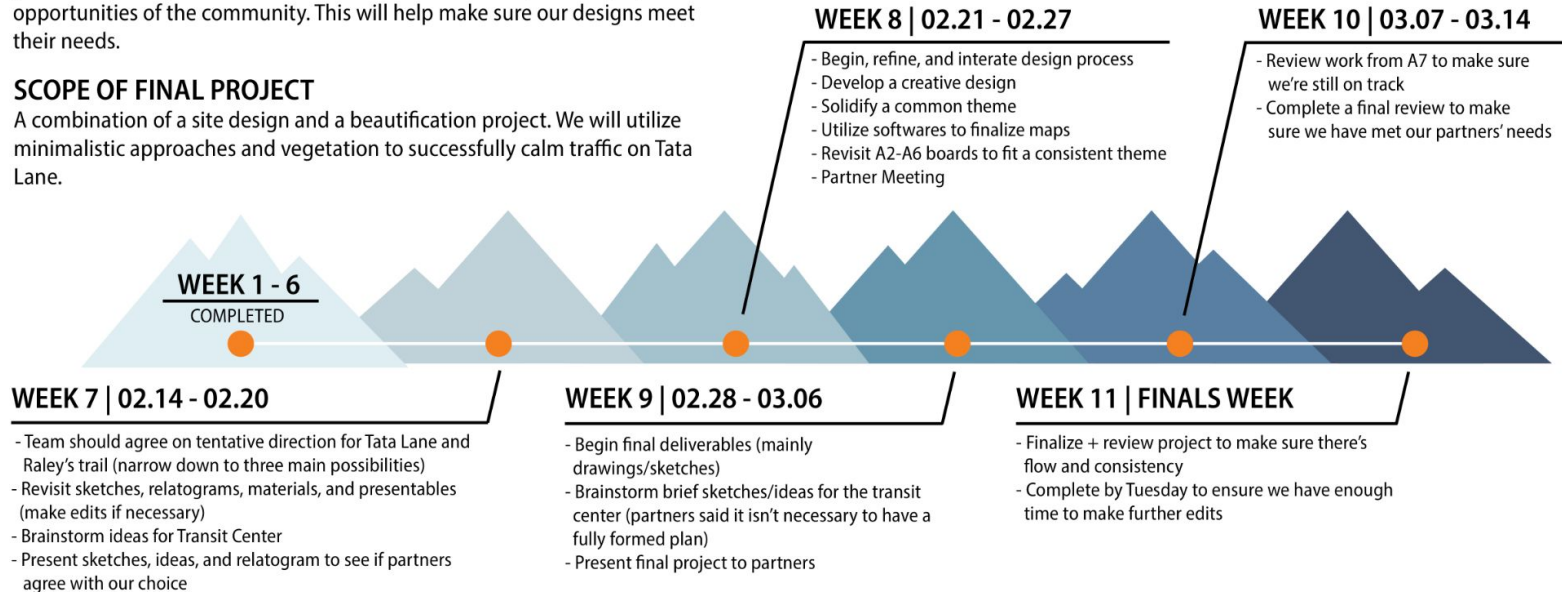 opportunities of the community. This will help make sure our designs meet
their needs.
SCOPE OF FINAL PROJECT
A combination of a site design and a beautification project. We will utilize
minimalistic approaches and vegetation to successfully calm traffic on Tata
Lane.
WEEK 1 - 6
COMPLETED
WEEK 7 | 02.14 - 02.20
- Team should agree on tentative direction for Tata Lane and
Raley's trail (narrow down to three main possibilities)
- Revisit sketches, relatograms, materials, and presentables
(make edits if necessary)
- Brainstorm ideas for Transit Center
- Present sketches, ideas, and relatogram to see if partners
agree with our choice
WEEK 8 | 02.21 - 02.27
- Begin, refine, and interate design process
- Develop a creative design
- Solidify a common theme
- Utilize softwares to finalize maps
- Revisit A2-A6 boards to fit a consistent theme
- Partner Meeting
WEEK 9 | 02.28 - 03.06
- Begin final deliverables (mainly
drawings/sketches)
- Brainstorm brief sketches/ideas for the transit
center (partners said it isn't necessary to have a
fully formed plan)
- Present final project to partners
WEEK 10 | 03.07 - 03.14
- Review work from A7 to make sure
we're still on track
- Complete a final review to make
sure we have met our partners' needs
WEEK 11 | FINALS WEEK
- Finalize + review project to make sure there's
flow and consistency
- Complete by Tuesday to ensure we have enough
time to make further edits